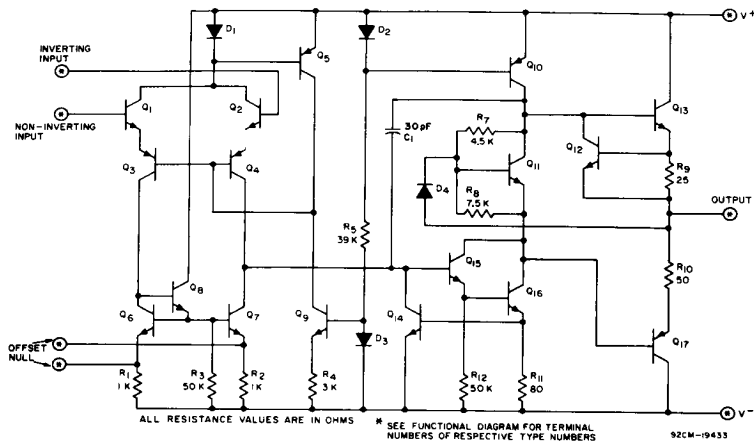 V+
D1
D2
INVERTING
INPUT
Q5
Q10
Q1
Q2
Q13
NON-INVERTING
INPUT
30pF
C1
R7
4.5 K
Q12
Q3
Q4
Q11
R9
25
D4
R8
7.5 K
OUTPUT
R5
39 K
Q15
R10
50
Q6
Q8
Q7
Q9
Q14
Q16
Q17
D3
OFFSET
NULL
R1
1 K
R3
50 K
R2
1 K
R4
3 K
R12
50 K
R11
80
V-
ALL RESISTANCE VALUES ARE IN OHMS
* SEE FUNCTIONAL DIAGRAM FOR TERMINAL
NUMBERS OF RESPECTIVE TYPE NUMBERS
92CM-19433